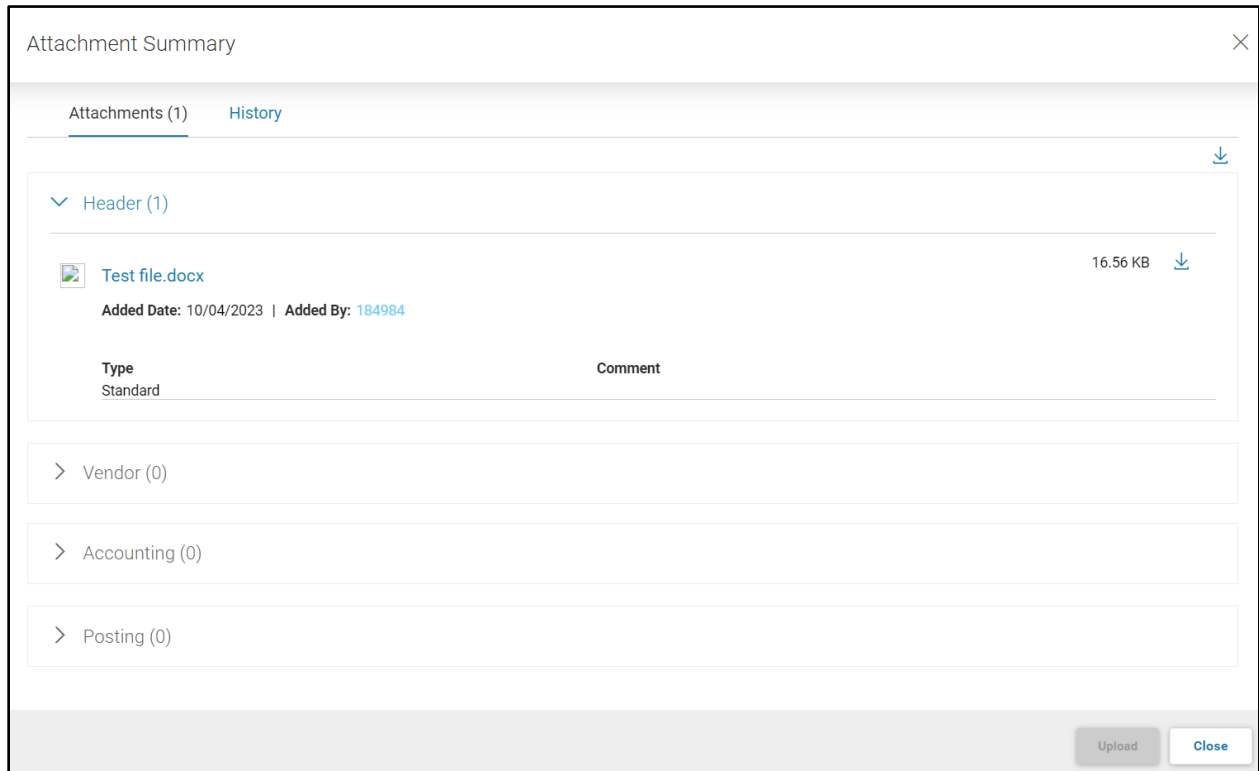 Attachment Summary
Attachments (1) History
Header (1)
Test file.docx 16.56 KB
Added Date: 10/04/2023 | Added By: 184984
Type Comment
Standard
Vendor (0)
Accounting (0)
Posting (0)
Upload Close